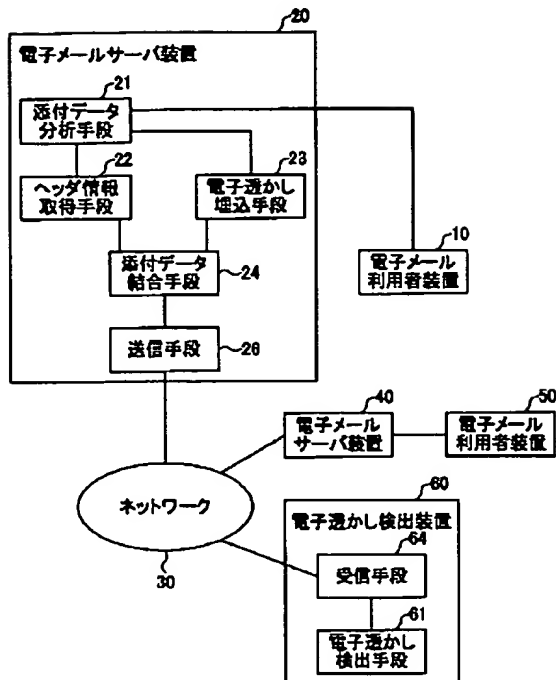 20
電子メールサーバ装置
21
添付データ
分析手段
22
23
ヘッダ情報
取得手段
電子透かし
埋込手段
10
電子メール
利用者装置
添付データ
結合手段
24
送信手段
26
40
50
電子メール
サーバ装置
電子メール
利用者装置
ネットワーク
30
60
電子透かし検出装置
64
受信手段
61
電子透かし
検出手段